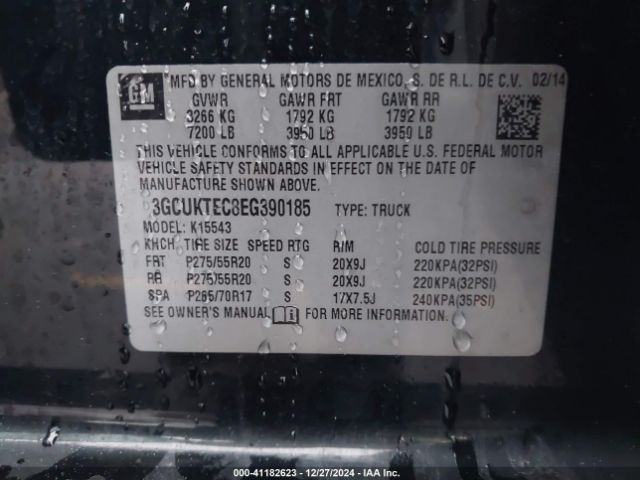 GM MFD BY GENERAL MOTORS DE MEXICO, S. DE R.L. DE C.V. 02/14
GVWR GAWR FRT GAWR RR
3266 KG 1792 KG 1792 KG
7200 LB 3950 LB 3950 LB
THIS VEHICLE CONFORMS TO ALL APPLICABLE U.S. FEDERAL MOTOR
VEHICLE SAFETY STANDARDS IN EFFECT ON THE DATE OF
MANUFACTURE SHOWN ABOVE.
3GCUKTEC8EG390185 TYPE: TRUCK
MODEL: K15543
KHCH TIRE SIZE SPEED RTG RIM COLD TIRE PRESSURE
FRT P275/55R20 S 20X9J 220KPA(32PSI)
RR P275/55R20 S 20X9J 220KPA(32PSI)
SPA P265/70R17 S 17X7.5J 240KPA(35PSI)
SEE OWNER'S MANUAL i FOR MORE INFORMATION.
000-41182623 - 12/27/2024 - IAA Inc.